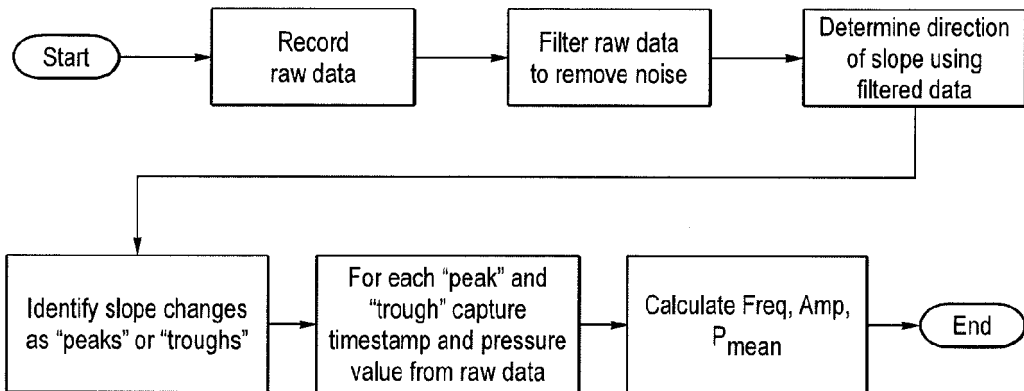 Start
Record
raw data
Filter raw data
to remove noise
Determine direction
of slope using
filtered data
Identify slope changes
as “peaks” or “troughs”
For each “peak” and
“trough” capture
timestamp and pressure
value from raw data
Calculate Freq, Amp,
Pmean
End